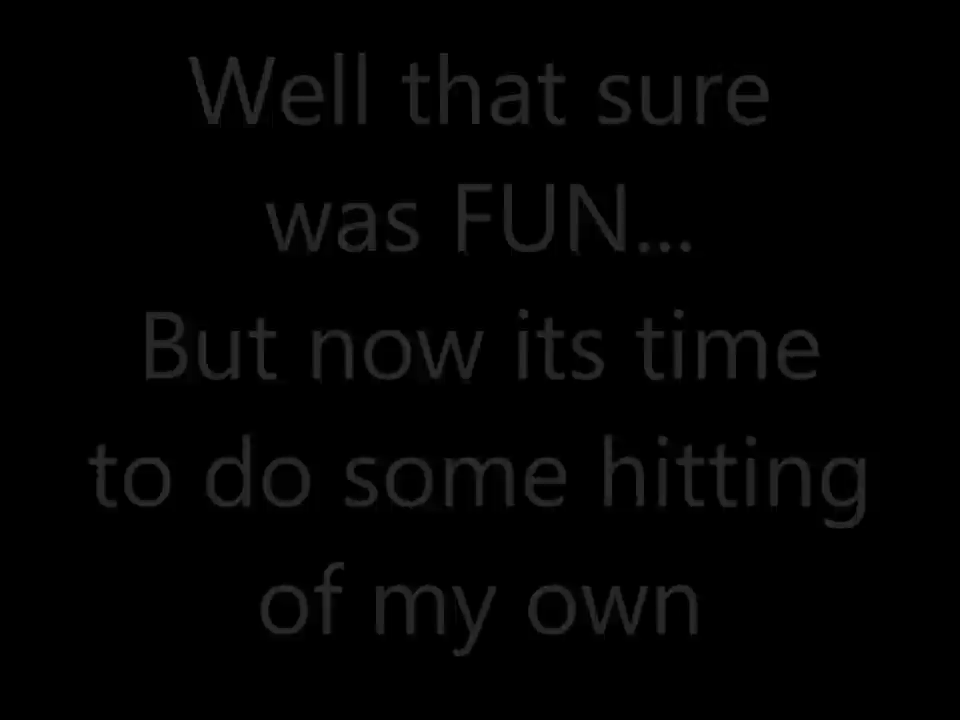 Well that sure
was FUN...
But now its time
to do some hitting
of my own